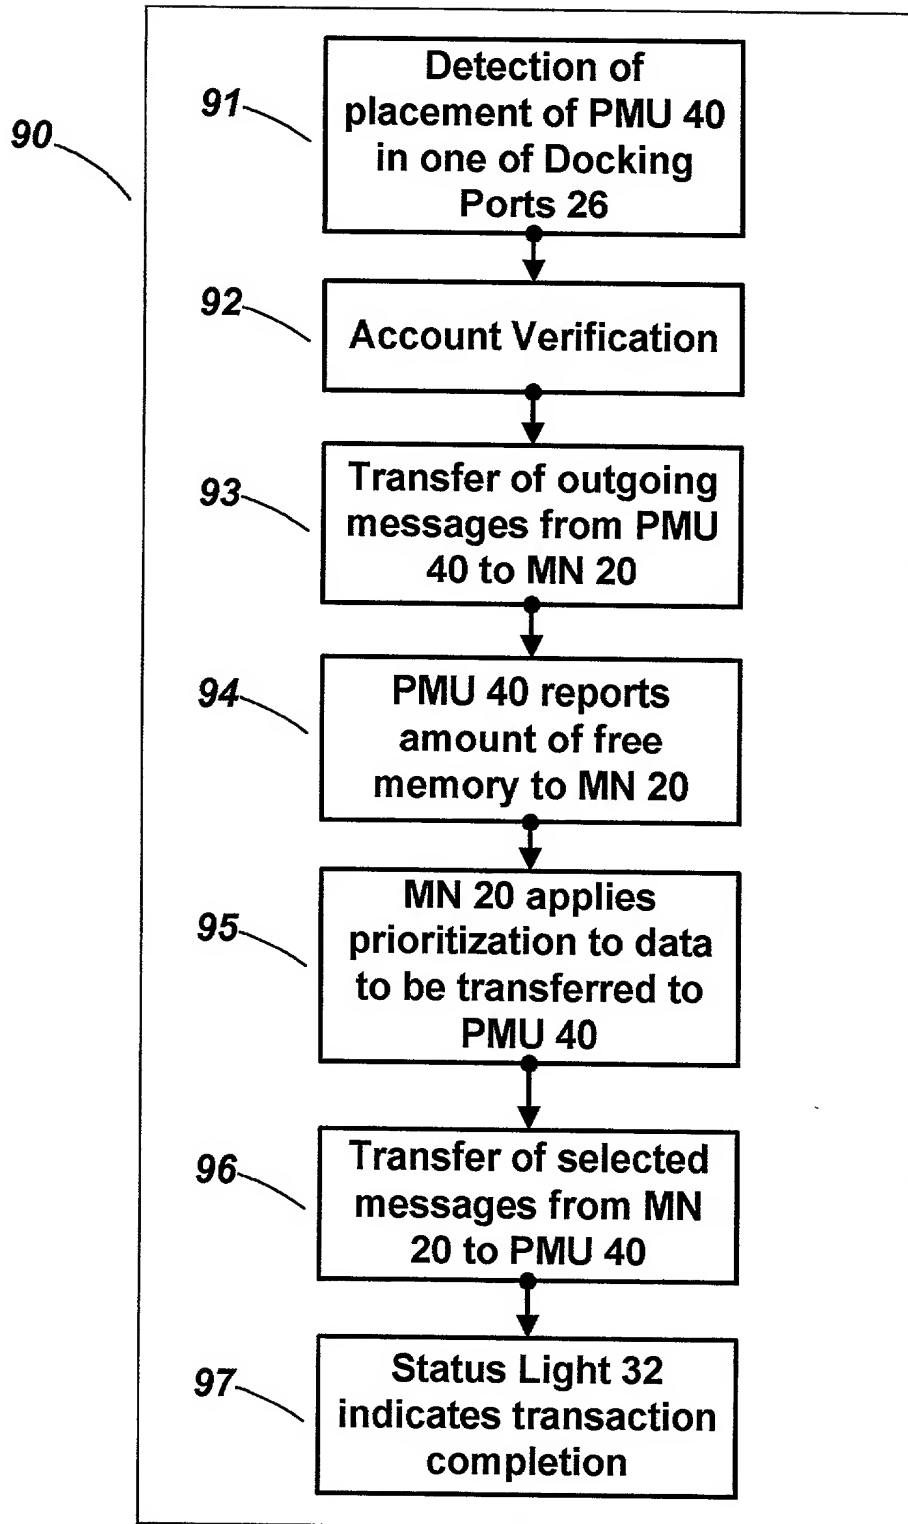 90
91
Detection of
placement of PMU 40
in one of Docking
Ports 26
92
Account Verification
93
Transfer of outgoing
messages from PMU
40 to MN 20
94
PMU 40 reports
amount of free
memory to MN 20
95
MN 20 applies
prioritization to data
to be transferred to
PMU 40
96
Transfer of selected
messages from MN
20 to PMU 40
97
Status Light 32
indicates transaction
completion